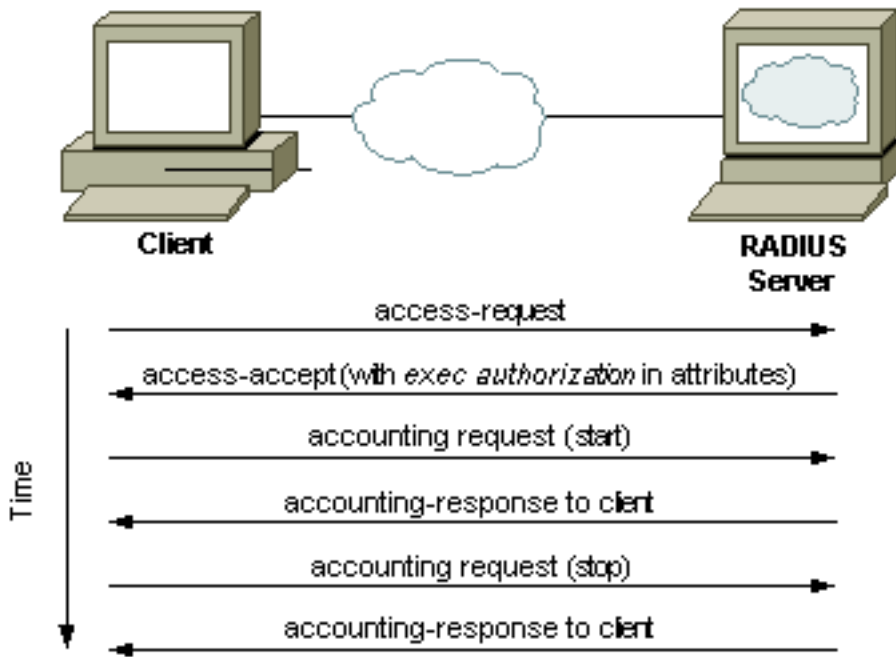 Client
RADIUS
Server
access-request
access-accept (with exec authorization in attributes)
accounting request (start)
accounting-response to client
accounting request (stop)
accounting-response to client
Time